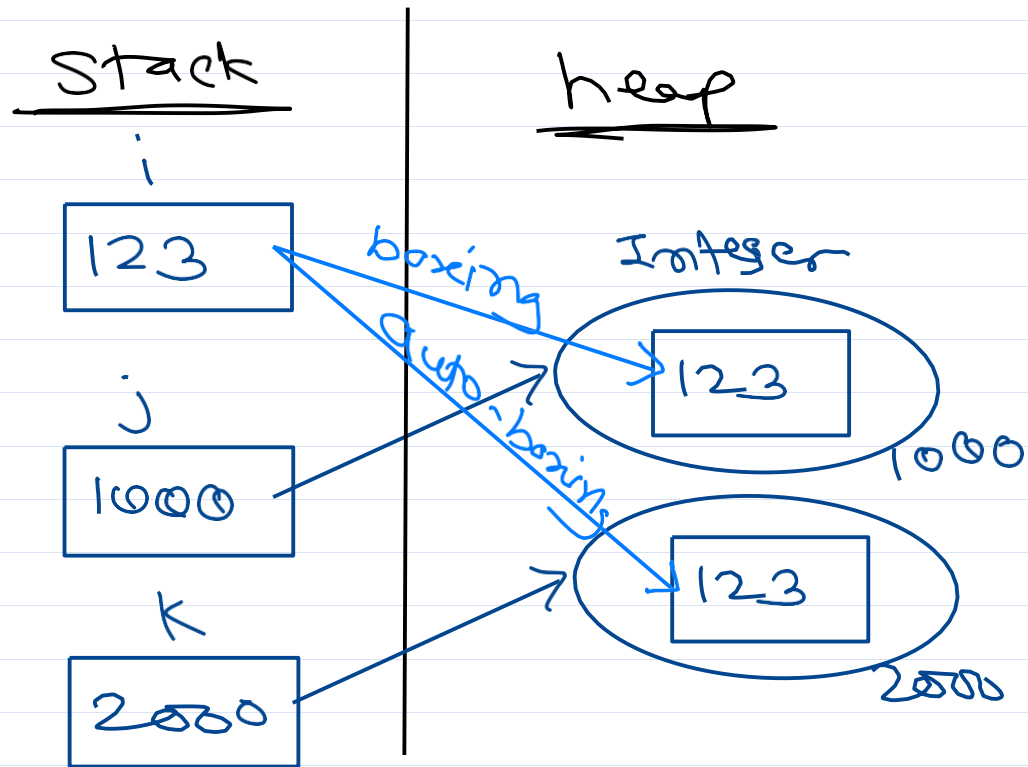 stack
heap
i
123
boxing
Integer
123
1000
auto-boxing
j
1000
123
2000
k
2000